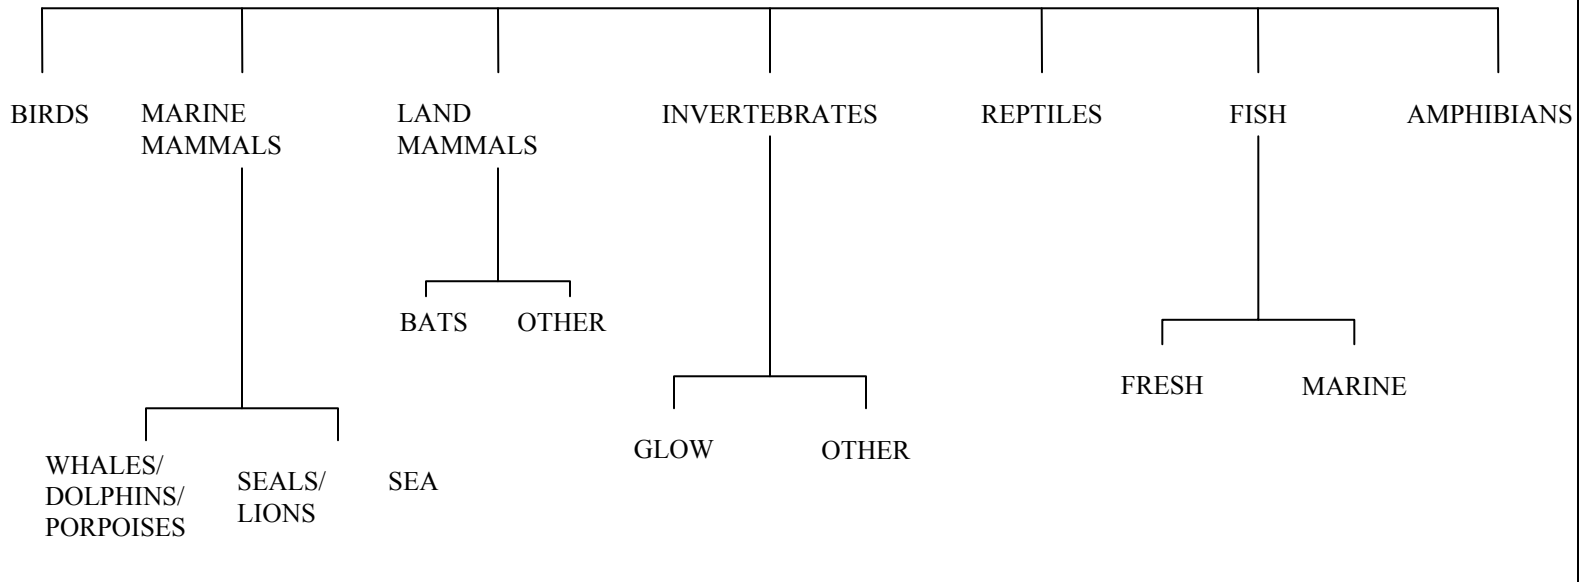 BIRDS
MARINE
MAMMALS
LAND
MAMMALS
INVERTEBRATES
REPTILES
FISH
AMPHIBIANS
BATS
OTHER
FRESH
MARINE
GLOW
OTHER
WHALES/
DOLPHINS/
PORPOISES
SEALS/ SEA
LIONS